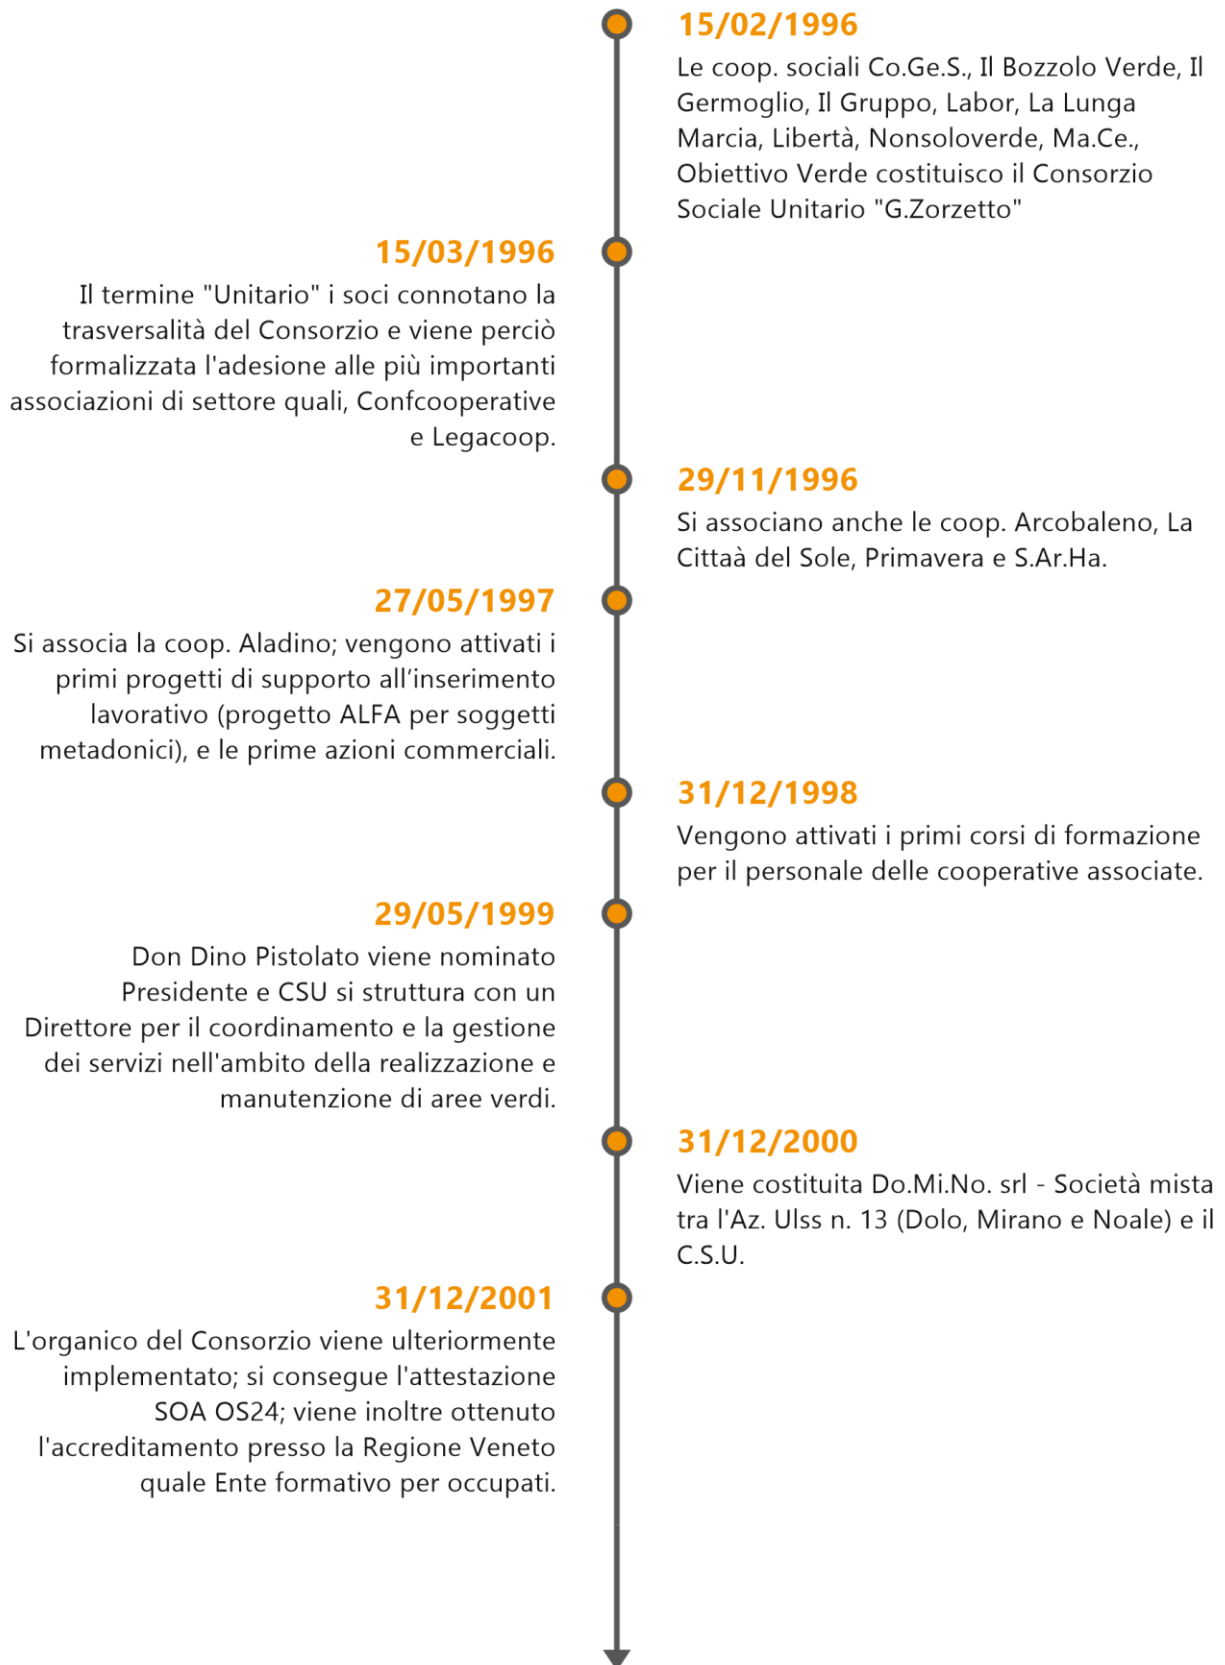 15/02/1996
Le coop. sociali Co.Ge.S., Il Bozzolo Verde, Il
Germoglio, Il Gruppo, Labor, La Lunga
Marcia, Libertà, Nonsoloverde, Ma.Ce.,
Obiettivo Verde costituisco il Consorzio
Sociale Unitario "G.Zorzetto"
15/03/1996
Il termine "Unitario" i soci connotano la
trasversalità del Consorzio e viene perciò
formalizzata l'adesione alle più importanti
associazioni di settore quali, Confcooperative
e Legacoop.
29/11/1996
Si associano anche le coop. Arcobaleno, La
Cittaà del Sole, Primavera e S.Ar.Ha.
27/05/1997
Si associa la coop. Aladino; vengono attivati i
primi progetti di supporto all’inserimento
lavorativo (progetto ALFA per soggetti
metadonici), e le prime azioni commerciali.
31/12/1998
Vengono attivati i primi corsi di formazione
per il personale delle cooperative associate.
29/05/1999
Don Dino Pistolato viene nominato
Presidente e CSU si struttura con un
Direttore per il coordinamento e la gestione
dei servizi nell'ambito della realizzazione e
manutenzione di aree verdi.
31/12/2000
Viene costituita Do.Mi.No. srl - Società mista
tra l'Az. Ulss n. 13 (Dolo, Mirano e Noale) e il
C.S.U.
31/12/2001
L'organico del Consorzio viene ulteriormente
implementato; si consegue l'attestazione
SOA OS24; viene inoltre ottenuto
l'accreditamento presso la Regione Veneto
quale Ente formativo per occupati.